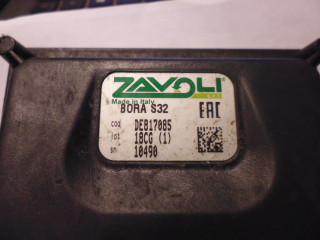 ZAVOLI
Made in Italy
BORA S32
EAC
cod DEB17085
lot 18CG (1)
sn 10490